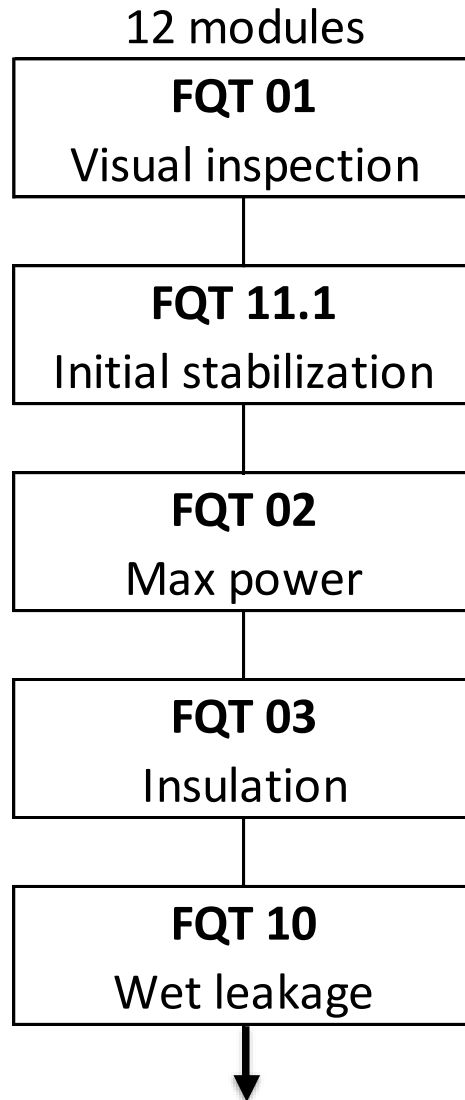 12 modules
FQT 01
Visual inspection
FQT 11.1
Initial stabilization
FQT 02
Max power
FQT 03
Insulation
FQT 10
Wet leakage